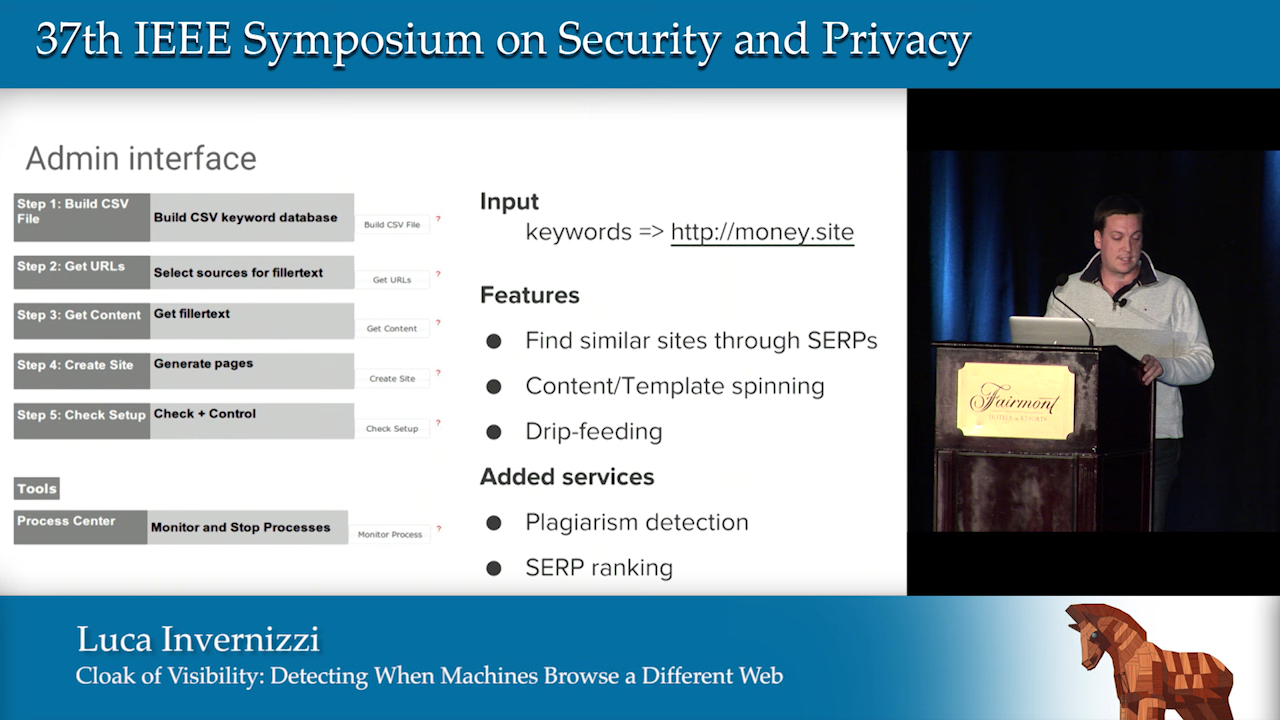 37th IEEE Symposium on Security and Privacy
Admin interface
Step 1: Build CSV
File
Build CSV keyword database
Build CSV File
?
Step 2: Get URLs
Select sources for fillertext
Get URLs
?
Step 3: Get Content
Get fillertext
Get Content
?
Step 4: Create Site
Generate pages
Create Site
?
Step 5: Check Setup
Check + Control
Check Setup
?
Tools
Process Center
Monitor and Stop Processes
Monitor Process
?
Input
keywords => http://money.site
Features
● Find similar sites through SERPs
● Content/Template spinning
● Drip-feeding
Added services
● Plagiarism detection
● SERP ranking
Fairmont
HOTELS & RESORTS
Luca Invernizzi
Cloak of Visibility: Detecting When Machines Browse a Different Web